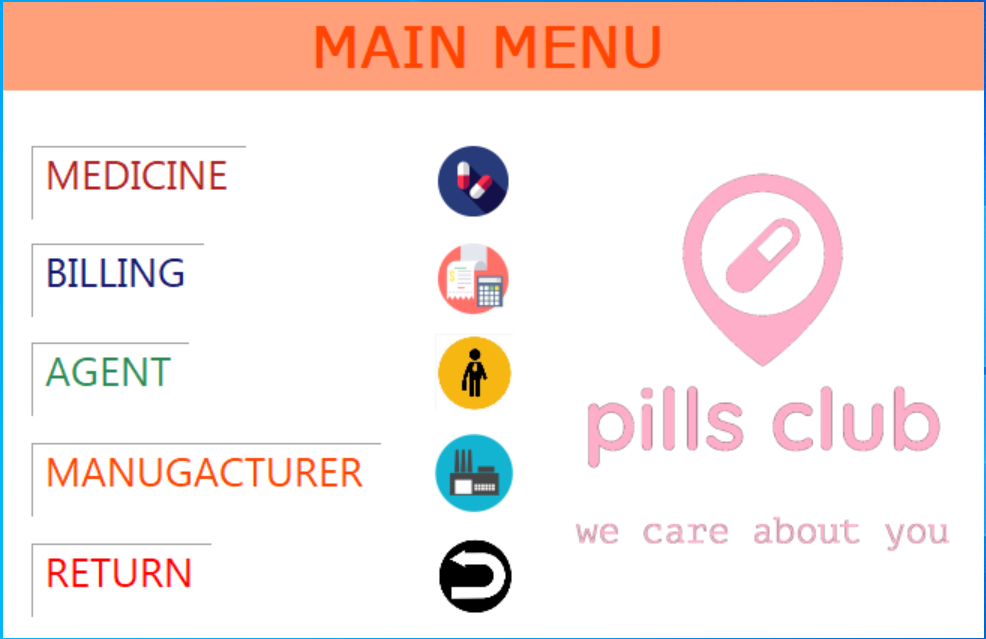 MAIN MENU
MEDICINE
BILLING
AGENT
MANUGACTURER
RETURN
pills club
we care about you